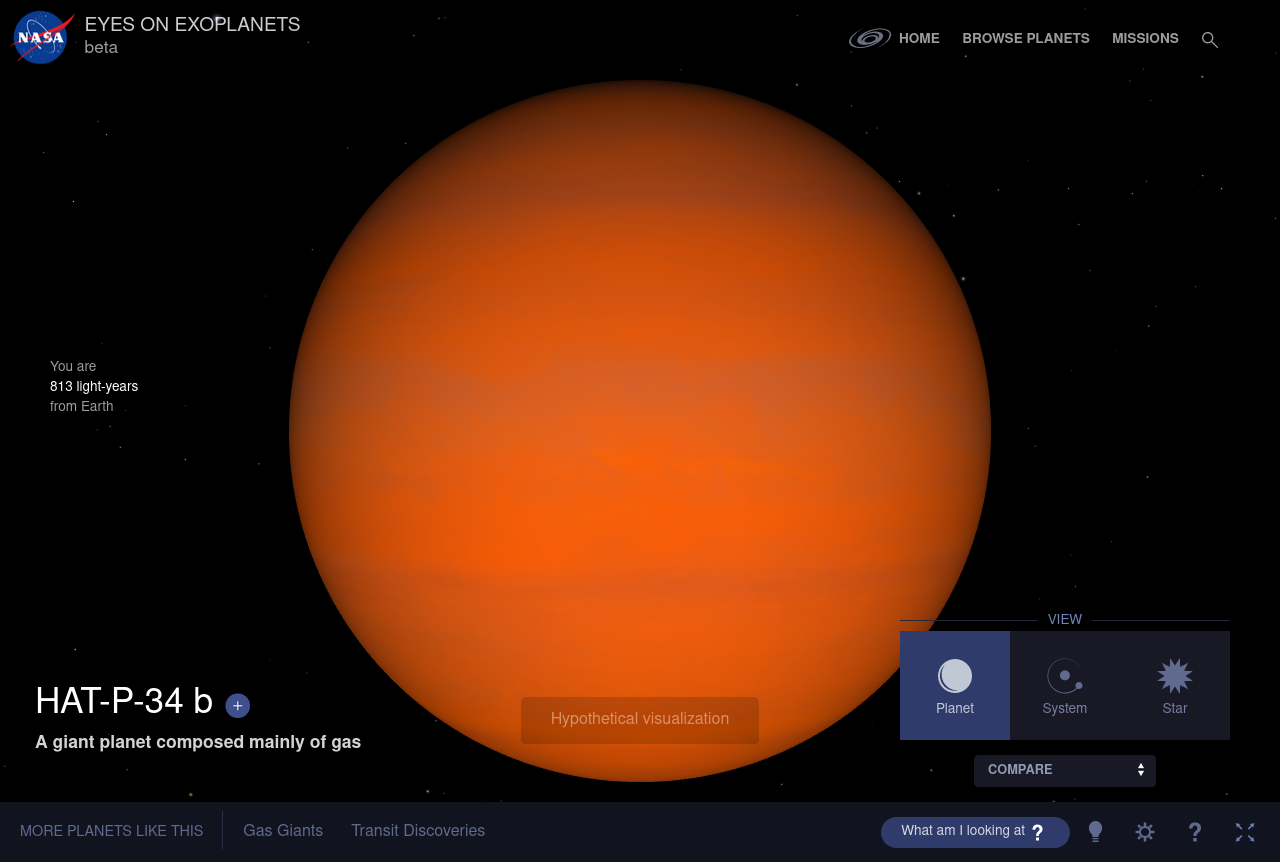 NASA
EYES ON EXOPLANETS
beta
HOME
BROWSE PLANETS
MISSIONS
You are
813 light-years
from Earth
VIEW
Planet
System
Star
HAT-P-34 b +
A giant planet composed mainly of gas
Hypothetical visualization
COMPARE
MORE PLANETS LIKE THIS
Gas Giants
Transit Discoveries
What am I looking at ?
?